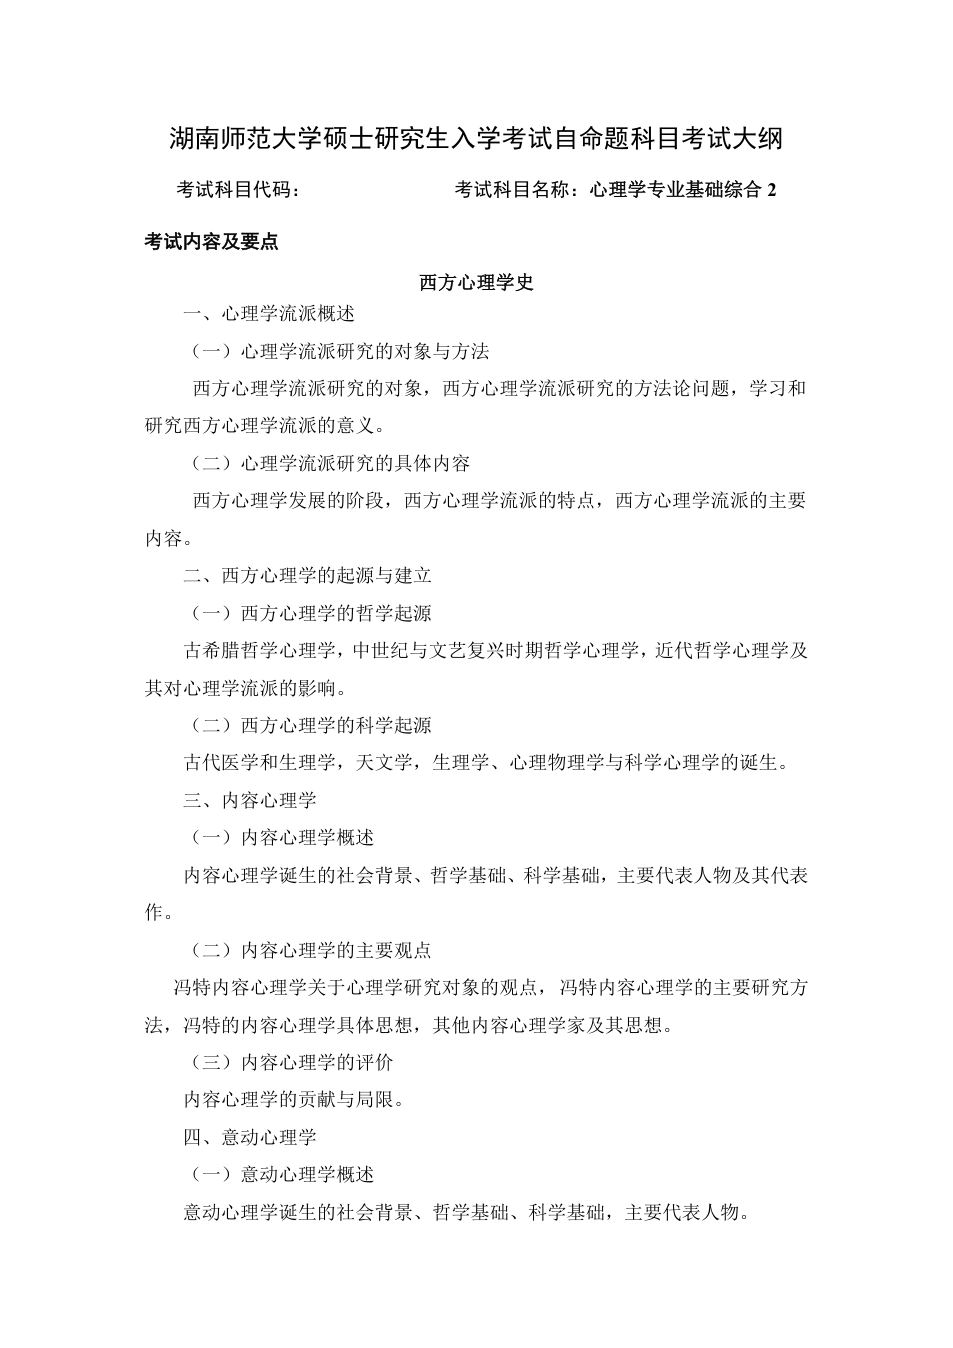 湖南师范大学硕士研究生入学考试自命题科目考试大纲
考试科目代码： 考试科目名称：心理学专业基础综合 2
考试内容及要点
西方心理学史
一、心理学流派概述
（一）心理学流派研究的对象与方法
西方心理学流派研究的对象，西方心理学流派研究的方法论问题，学习和
研究西方心理学流派的意义。
（二）心理学流派研究的具体内容
西方心理学发展的阶段，西方心理学流派的特点，西方心理学流派的主要
内容。
二、西方心理学的起源与建立
（一）西方心理学的哲学起源
古希腊哲学心理学，中世纪与文艺复兴时期哲学心理学，近代哲学心理学及
其对心理学流派的影响。
（二）西方心理学的科学起源
古代医学和生理学，天文学，生理学、心理物理学与科学心理学的诞生。
三、内容心理学
（一）内容心理学概述
内容心理学诞生的社会背景、哲学基础、科学基础，主要代表人物及其代表
作。
（二）内容心理学的主要观点
冯特内容心理学关于心理学研究对象的观点，冯特内容心理学的主要研究方
法，冯特的内容心理学具体思想，其他内容心理学家及其思想。
（三）内容心理学的评价
内容心理学的贡献与局限。
四、意动心理学
（一）意动心理学概述
意动心理学诞生的社会背景、哲学基础、科学基础，主要代表人物。